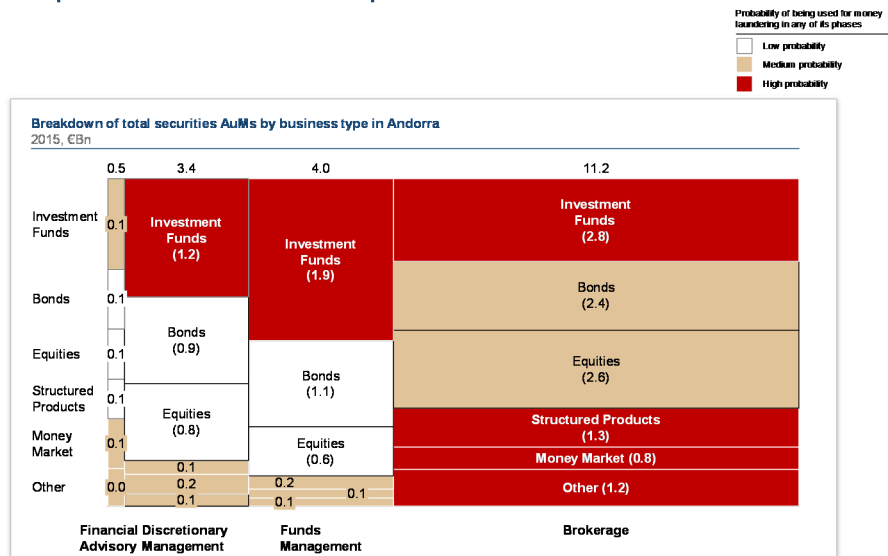 Probability of being used for money
laundering in any of its phases
Low probability
Medium probability
High probability
Breakdown of total securities AuMs by business type in Andorra
2015, €Bn
0.5
3.4
4.0
11.2
Investment
Funds
Bonds
Equities
Structured
Products
Money
Market
Other
0.1
0.1
0.1
0.1
0.1
0.0
Investment
Funds
(1.2)
Bonds
(0.9)
Equities
(0.8)
0.1
0.2
0.1
Investment
Funds
(1.9)
Bonds
(1.1)
Equities
(0.6)
0.2
0.1
0.1
Investment
Funds
(2.8)
Bonds
(2.4)
Equities
(2.6)
Structured Products
(1.3)
Money Market (0.8)
Other (1.2)
Financial Discretionary
Advisory Management
Funds
Management
Brokerage